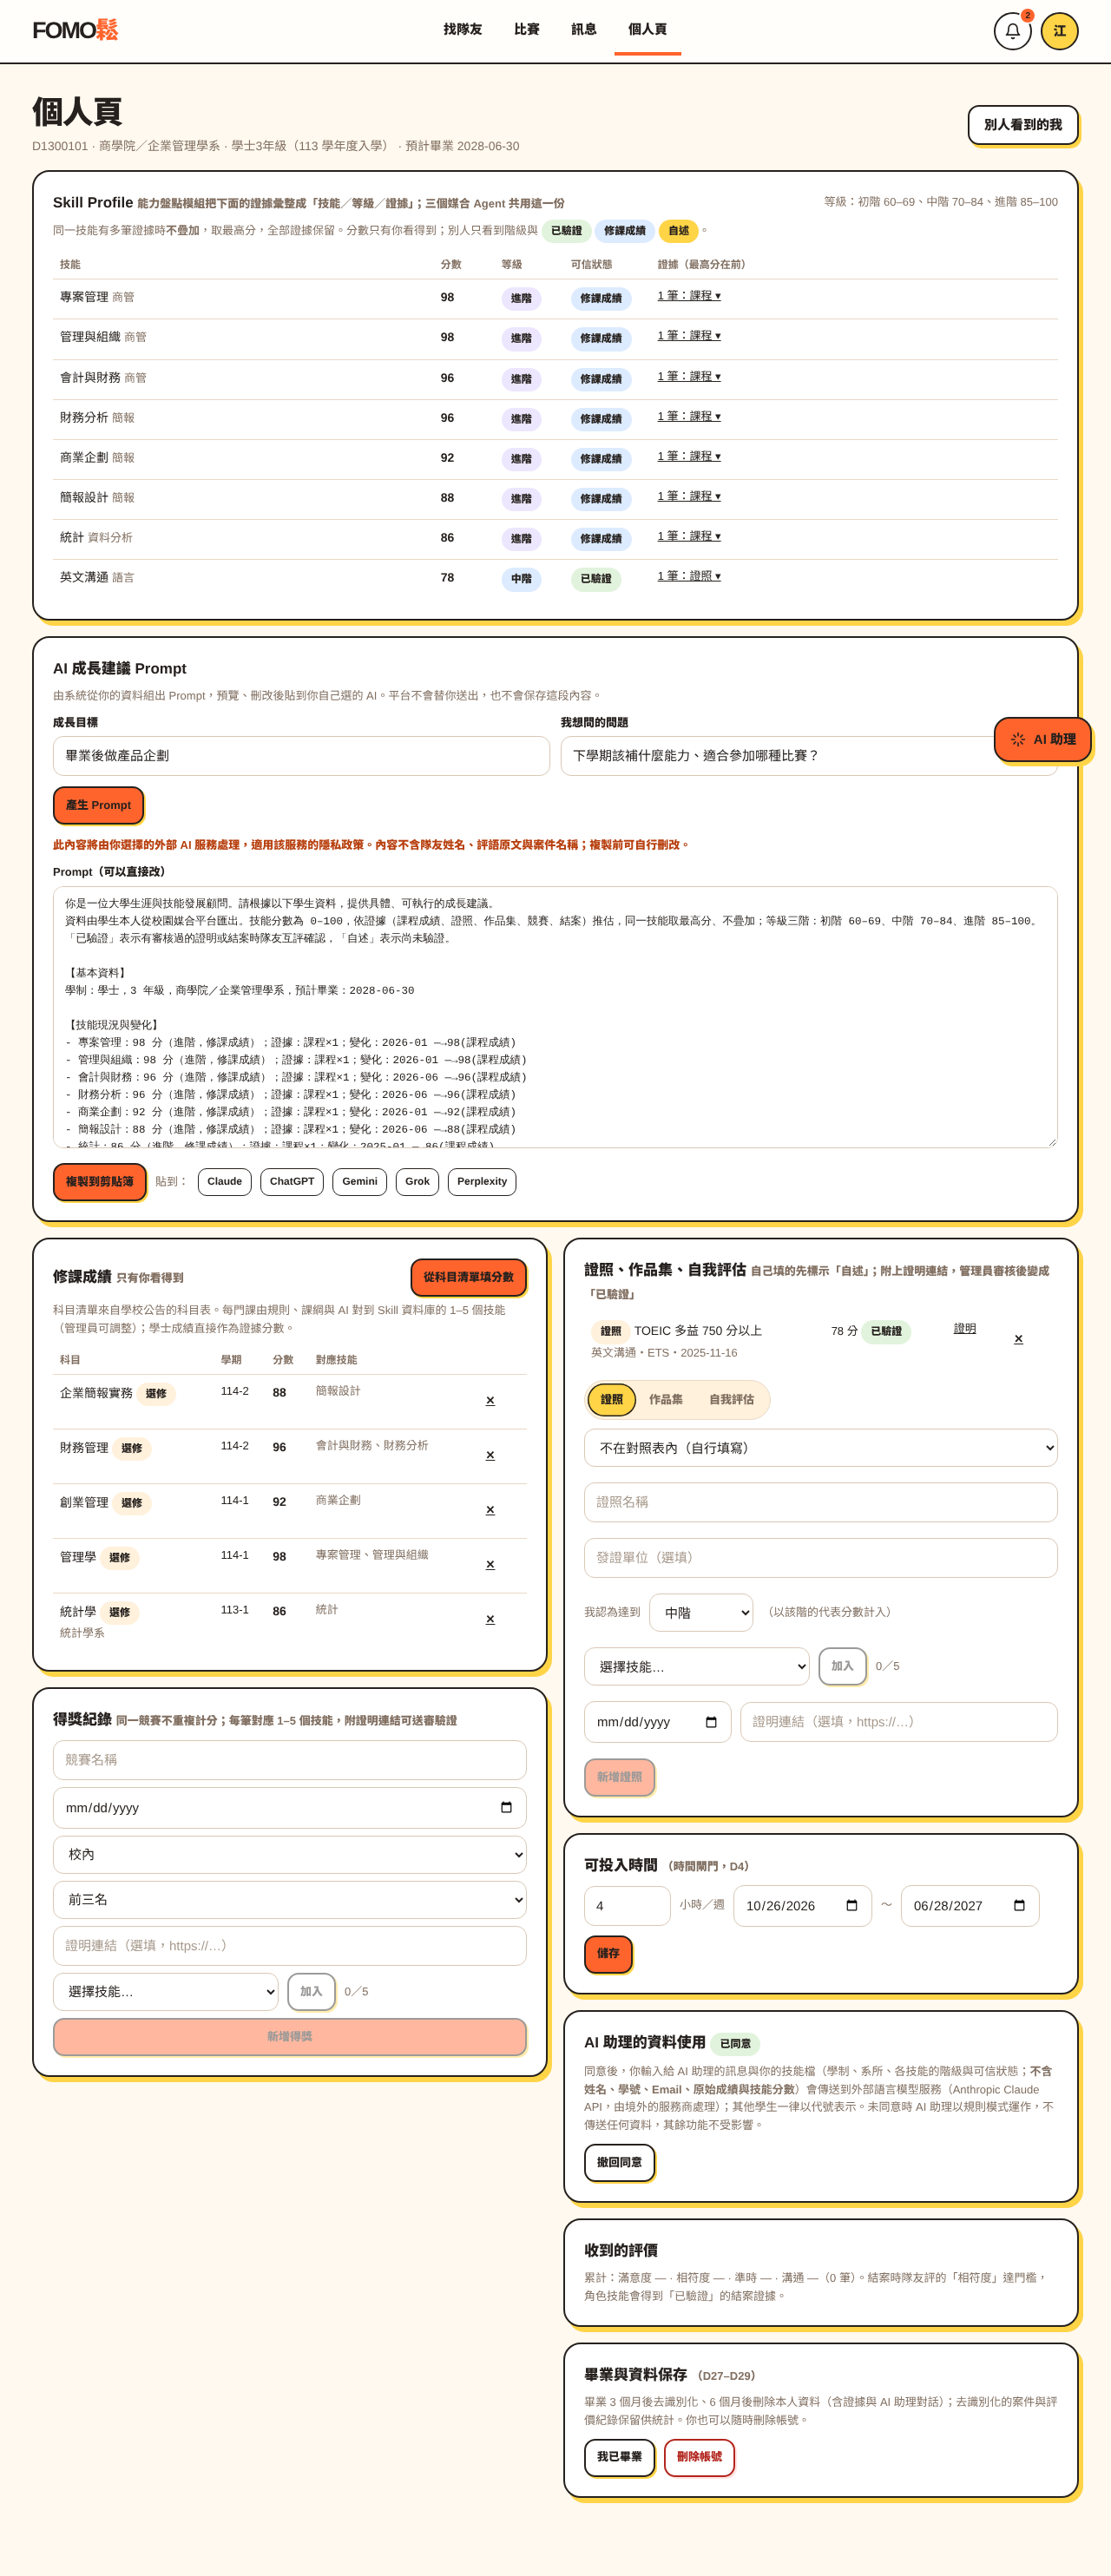 FOMO鬆
找隊友 比賽 訊息 個人頁
2
江
個人頁
D1300101 · 商學院／企業管理學系 · 學士3年級（113 學年度入學） · 預計畢業 2028-06-30
別人看到的我
Skill Profile 能力盤點模組把下面的證據彙整成「技能／等級／證據」；三個媒合 Agent 共用這一份
等級：初階 60–69、中階 70–84、進階 85–100
同一技能有多筆證據時不疊加，取最高分，全部證據保留。分數只有你看得到；別人只看到階級與 已驗證 修課成績 自述 。
技能 分數 等級 可信狀態 證據（最高分在前）
專案管理 商管 98 進階 修課成績 1 筆：課程 ▾
管理與組織 商管 98 進階 修課成績 1 筆：課程 ▾
會計與財務 商管 96 進階 修課成績 1 筆：課程 ▾
財務分析 簡報 96 進階 修課成績 1 筆：課程 ▾
商業企劃 簡報 92 進階 修課成績 1 筆：課程 ▾
簡報設計 簡報 88 進階 修課成績 1 筆：課程 ▾
統計 資料分析 86 進階 修課成績 1 筆：課程 ▾
英文溝通 語言 78 中階 已驗證 1 筆：證照 ▾
AI 成長建議 Prompt
由系統從你的資料組出 Prompt，預覽、刪改後貼到你自己選的 AI。平台不會替你送出，也不會保存這段內容。
成長目標 我想問的問題
畢業後做產品企劃 下學期該補什麼能力、適合參加哪種比賽？
AI 助理
產生 Prompt
此內容將由你選擇的外部 AI 服務處理，適用該服務的隱私政策。內容不含隊友姓名、評語原文與案件名稱；複製前可自行刪改。
Prompt（可以直接改）
你是一位大學生涯與技能發展顧問。請根據以下學生資料，提供具體、可執行的成長建議。
資料由學生本人從校園媒合平台匯出。技能分數為 0–100，依證據（課程成績、證照、作品集、競賽、結案）推估，同一技能取最高分、不疊加；等級三階：初階 60–69、中階 70–84、進階 85–100。
「已驗證」表示有審核過的證明或結案時隊友互評確認，「自述」表示尚未驗證。
【基本資料】
學制：學士，3 年級，商學院／企業管理學系，預計畢業：2028-06-30
【技能現況與變化】
- 專案管理：98 分（進階，修課成績）；證據：課程×1；變化：2026-01 —→98(課程成績)
- 管理與組織：98 分（進階，修課成績）；證據：課程×1；變化：2026-01 —→98(課程成績)
- 會計與財務：96 分（進階，修課成績）；證據：課程×1；變化：2026-06 —→96(課程成績)
- 財務分析：96 分（進階，修課成績）；證據：課程×1；變化：2026-06 —→96(課程成績)
- 商業企劃：92 分（進階，修課成績）；證據：課程×1；變化：2026-01 —→92(課程成績)
- 簡報設計：88 分（進階，修課成績）；證據：課程×1；變化：2026-06 —→88(課程成績)
- 統計：86 分（進階，修課成績）；證據：課程×1；變化：2025-01 —→86(課程成績)
複製到剪貼簿 貼到： Claude ChatGPT Gemini Grok Perplexity
修課成績 只有你看得到
從科目清單填分數
科目清單來自學校公告的科目表。每門課由規則、課綱與 AI 對到 Skill 資料庫的 1–5 個技能
（管理員可調整）；學士成績直接作為證據分數。
科目 學期 分數 對應技能
企業簡報實務 選修 114-2 88 簡報設計 ×
財務管理 選修 114-2 96 會計與財務、財務分析 ×
創業管理 選修 114-1 92 商業企劃 ×
管理學 選修 114-1 98 專案管理、管理與組織 ×
統計學 選修 113-1 86 統計 ×
統計學系
得獎紀錄 同一競賽不重複計分；每筆對應 1–5 個技能，附證明連結可送審驗證
競賽名稱
mm/dd/yyyy
校內
前三名
證明連結（選填，https://…）
選擇技能… 加入 0／5
新增得獎
證照、作品集、自我評估 自己填的先標示「自述」；附上證明連結，管理員審核後變成
「已驗證」
證照 TOEIC 多益 750 分以上 78 分 已驗證 證明 ×
英文溝通・ETS・2025-11-16
證照 作品集 自我評估
不在對照表內（自行填寫）
證照名稱
發證單位（選填）
我認為達到 中階 （以該階的代表分數計入）
選擇技能… 加入 0／5
mm/dd/yyyy 證明連結（選填，https://…）
新增證照
可投入時間 （時間閘門，D4）
4 小時／週 10/26/2026 ～ 06/28/2027
儲存
AI 助理的資料使用 已同意
同意後，你輸入給 AI 助理的訊息與你的技能檔（學制、系所、各技能的階級與可信狀態；不含
姓名、學號、Email、原始成績與技能分數）會傳送到外部語言模型服務（Anthropic Claude
API，由境外的服務商處理）；其他學生一律以代號表示。未同意時 AI 助理以規則模式運作，不
傳送任何資料，其餘功能不受影響。
撤回同意
收到的評價
累計：滿意度 — · 相符度 — · 準時 — · 溝通 —（0 筆）。結案時隊友評的「相符度」達門檻，
角色技能會得到「已驗證」的結案證據。
畢業與資料保存 （D27–D29）
畢業 3 個月後去識別化、6 個月後刪除本人資料（含證據與 AI 助理對話）；去識別化的案件與評
價紀錄保留供統計。你也可以隨時刪除帳號。
我已畢業 刪除帳號